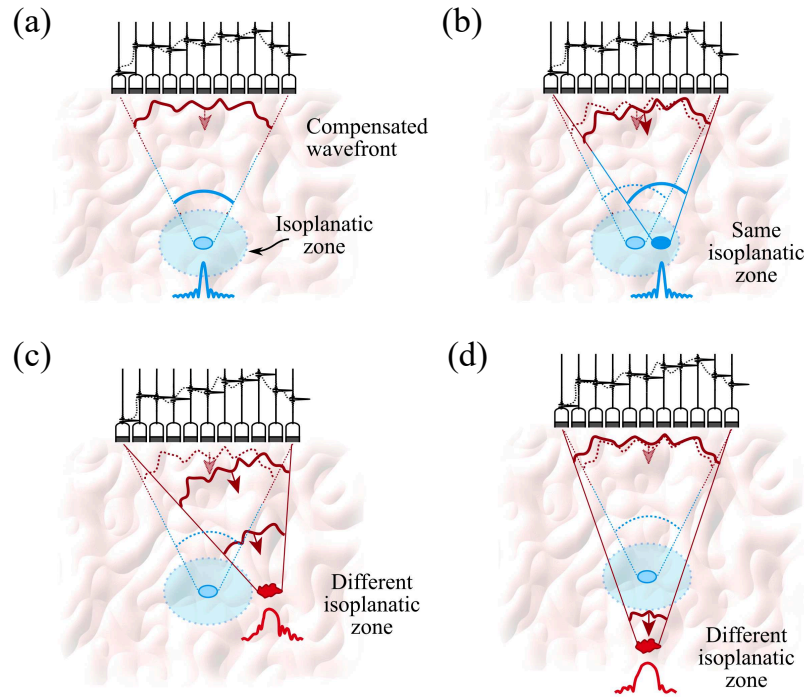 (a)
Compensated
wavefront
Isoplanatic
zone
(b)
Same
isoplanatic
zone
(c)
Different
isoplanatic
zone
(d)
Different
isoplanatic
zone